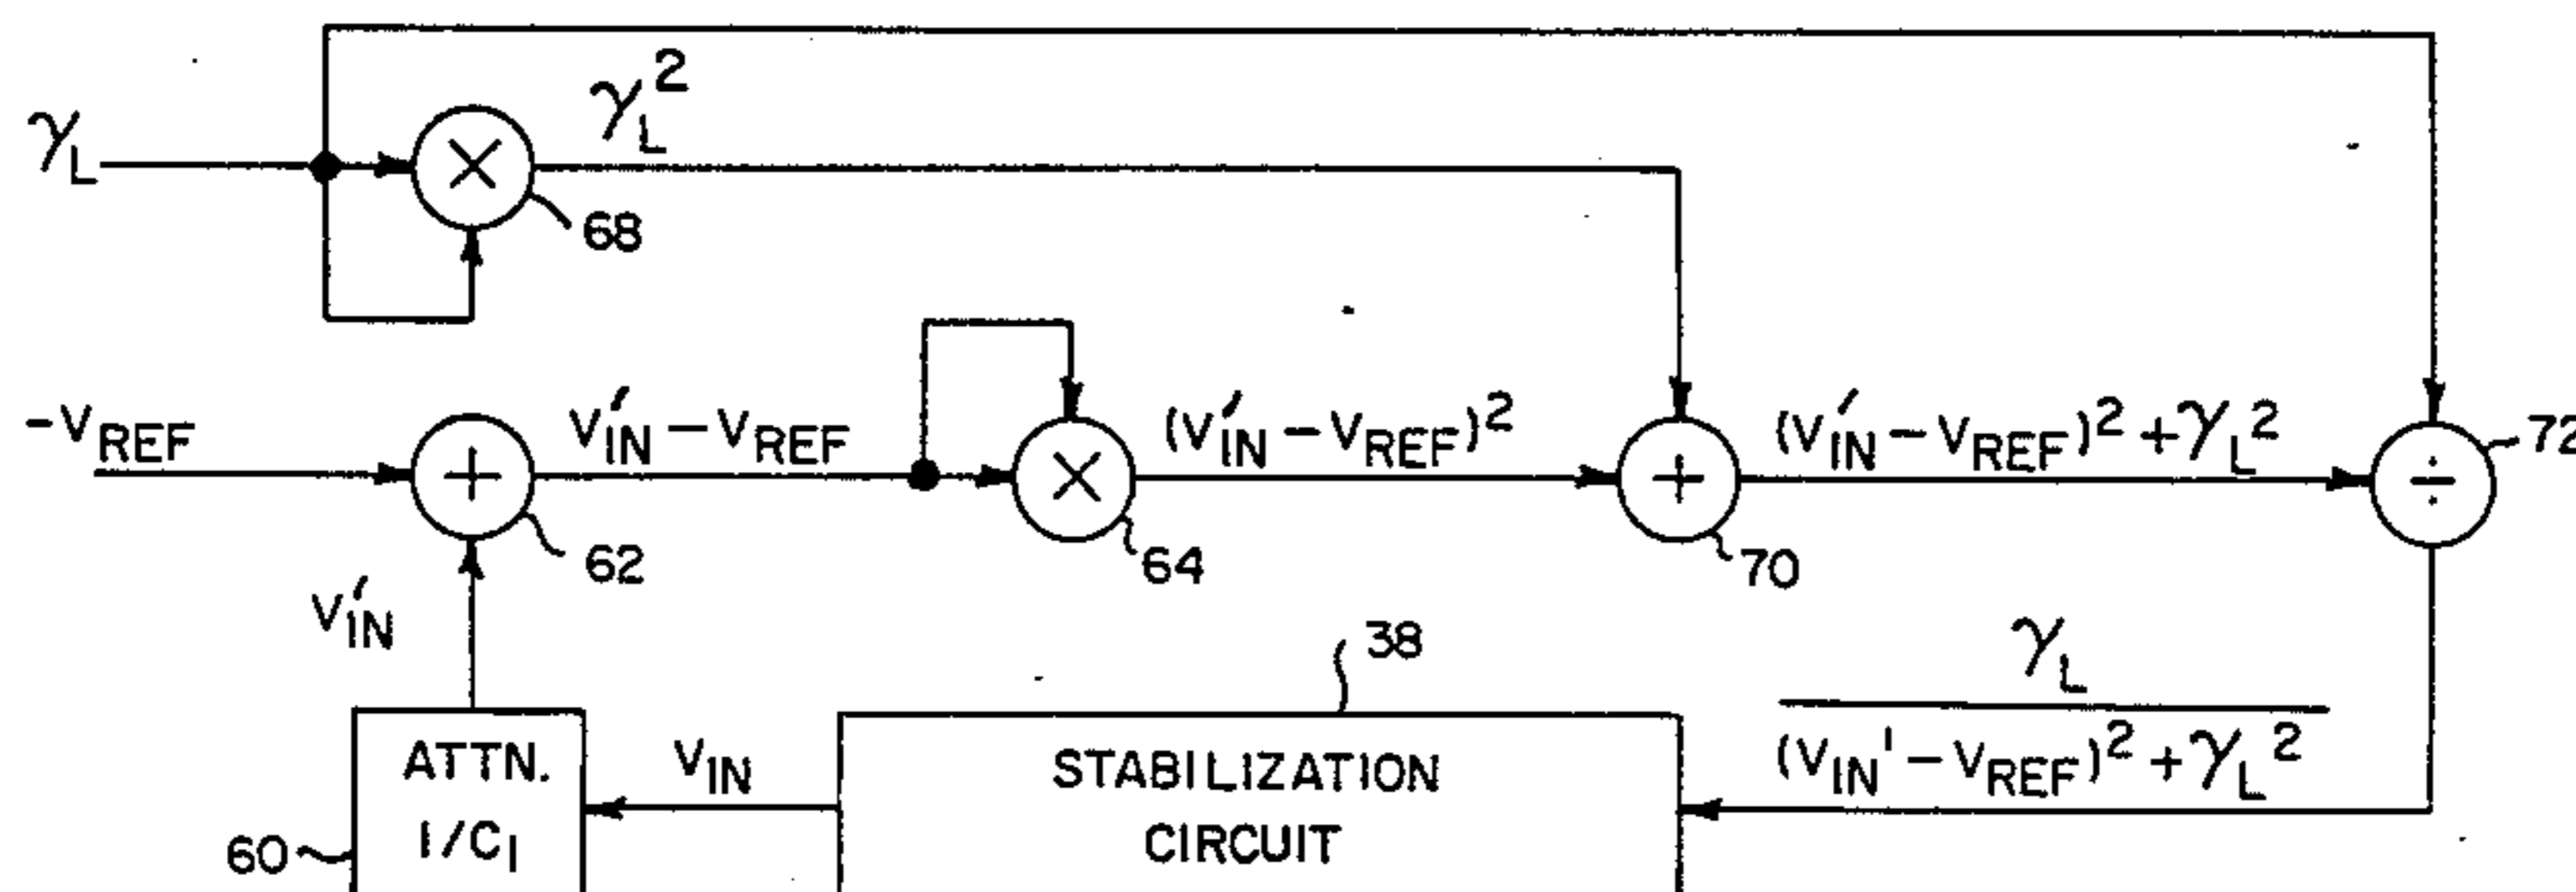 γL
γL²
68
-VREF
V′IN - VREF
(V′IN - VREF)²
(V′IN - VREF)² + γL²
72
62
64
70
V′IN
38
γL
(VIN' - VREF)² + γL²
ATTN.
1/C1
60
VIN
STABILIZATION
CIRCUIT